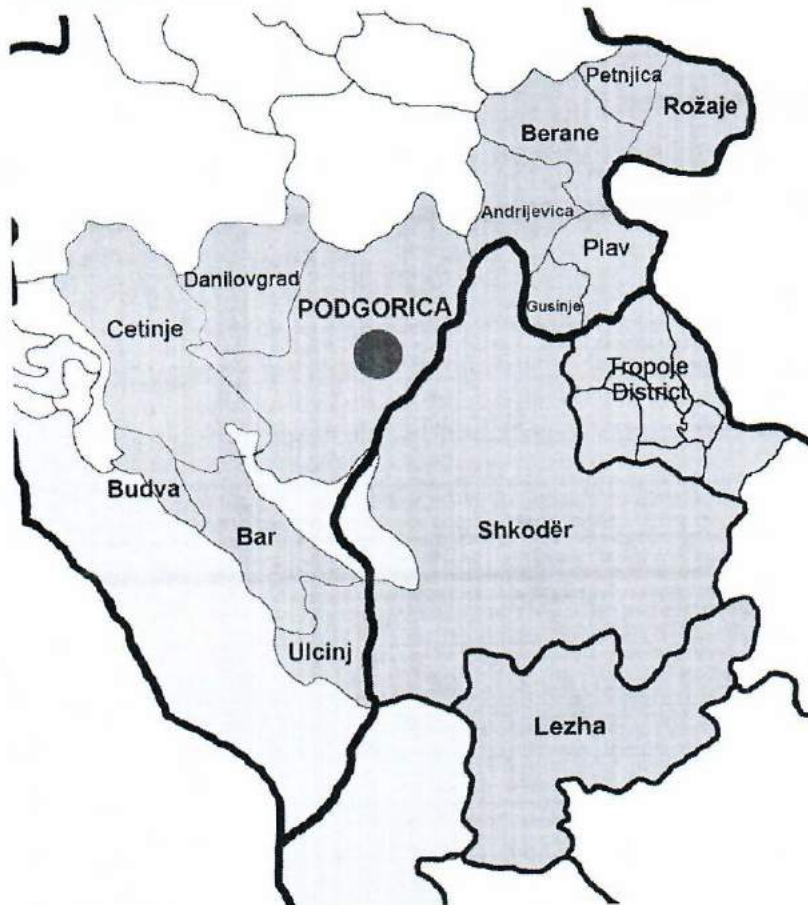 Petnjica
Rožaje
Berane
Andrijevica
Plav
Danilovgrad
PODGORICA
Gusinje
Cetinje
Tropoje
District
Budva
Bar
Shkodër
Ulcinj
Lezha